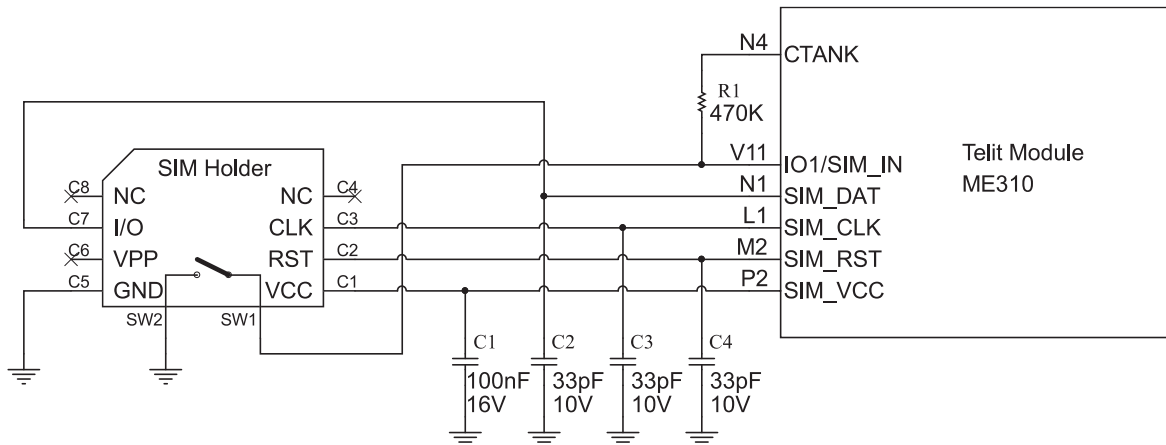 N4
CTANK
R1
470K
SIM Holder
V11
IO1/SIM_IN
Telit Module
ME310
C8
NC
NC
C4
N1
SIM_DAT
C7
I/O
CLK
C3
L1
SIM_CLK
C6
VPP
RST
C2
M2
SIM_RST
C5
GND
VCC
C1
P2
SIM_VCC
SW2
SW1
C1
100nF
16V
C2
33pF
10V
C3
33pF
10V
C4
33pF
10V